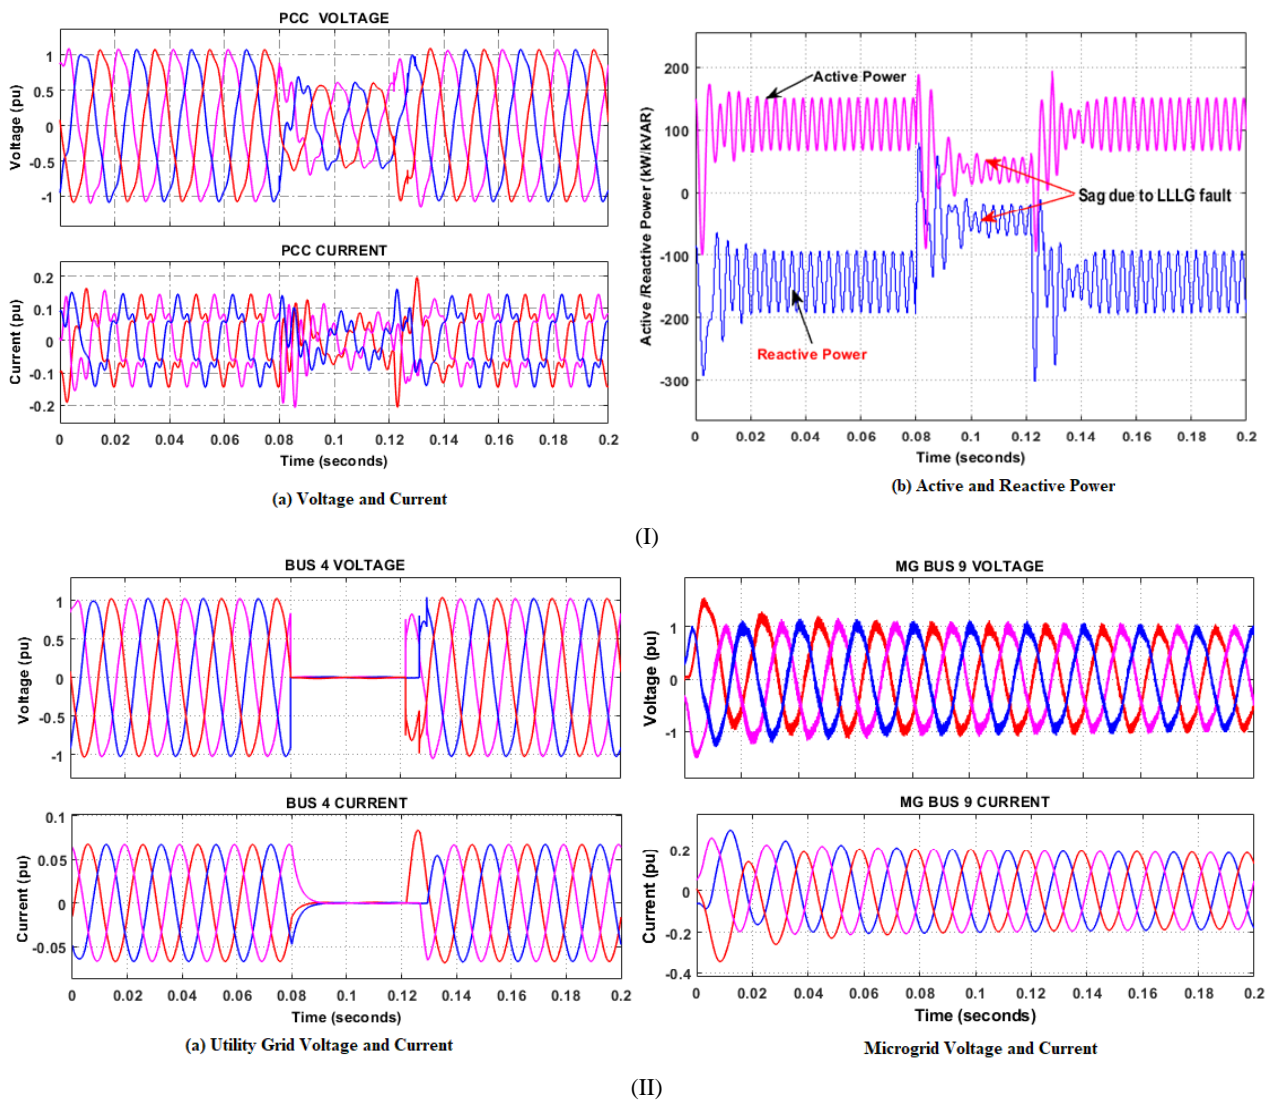 PCC VOLTAGE
Voltage (pu)
1
0.5
0
-0.5
-1
PCC CURRENT
Current (pu)
0.2
0.1
0
-0.1
-0.2
0 0.02 0.04 0.06 0.08 0.1 0.12 0.14 0.16 0.18 0.2
Time (seconds)
(a) Voltage and Current
Active /Reactive Power (kW/kVAR)
200
100
0
-100
-200
-300
Active Power
Sag due to LLLG fault
Reactive Power
0 0.02 0.04 0.06 0.08 0.1 0.12 0.14 0.16 0.18 0.2
Time (seconds)
(b) Active and Reactive Power
(I)
BUS 4 VOLTAGE
Voltage (pu)
1
0.5
0
-0.5
-1
BUS 4 CURRENT
Current (pu)
0.1
0.05
0
-0.05
0 0.02 0.04 0.06 0.08 0.1 0.12 0.14 0.16 0.18 0.2
Time (seconds)
(a) Utility Grid Voltage and Current
MG BUS 9 VOLTAGE
Voltage (pu)
1
0
-1
MG BUS 9 CURRENT
Current (pu)
0.2
0
-0.2
-0.4
0 0.02 0.04 0.06 0.08 0.1 0.12 0.14 0.16 0.18 0.2
Time (seconds)
Microgrid Voltage and Current
(II)